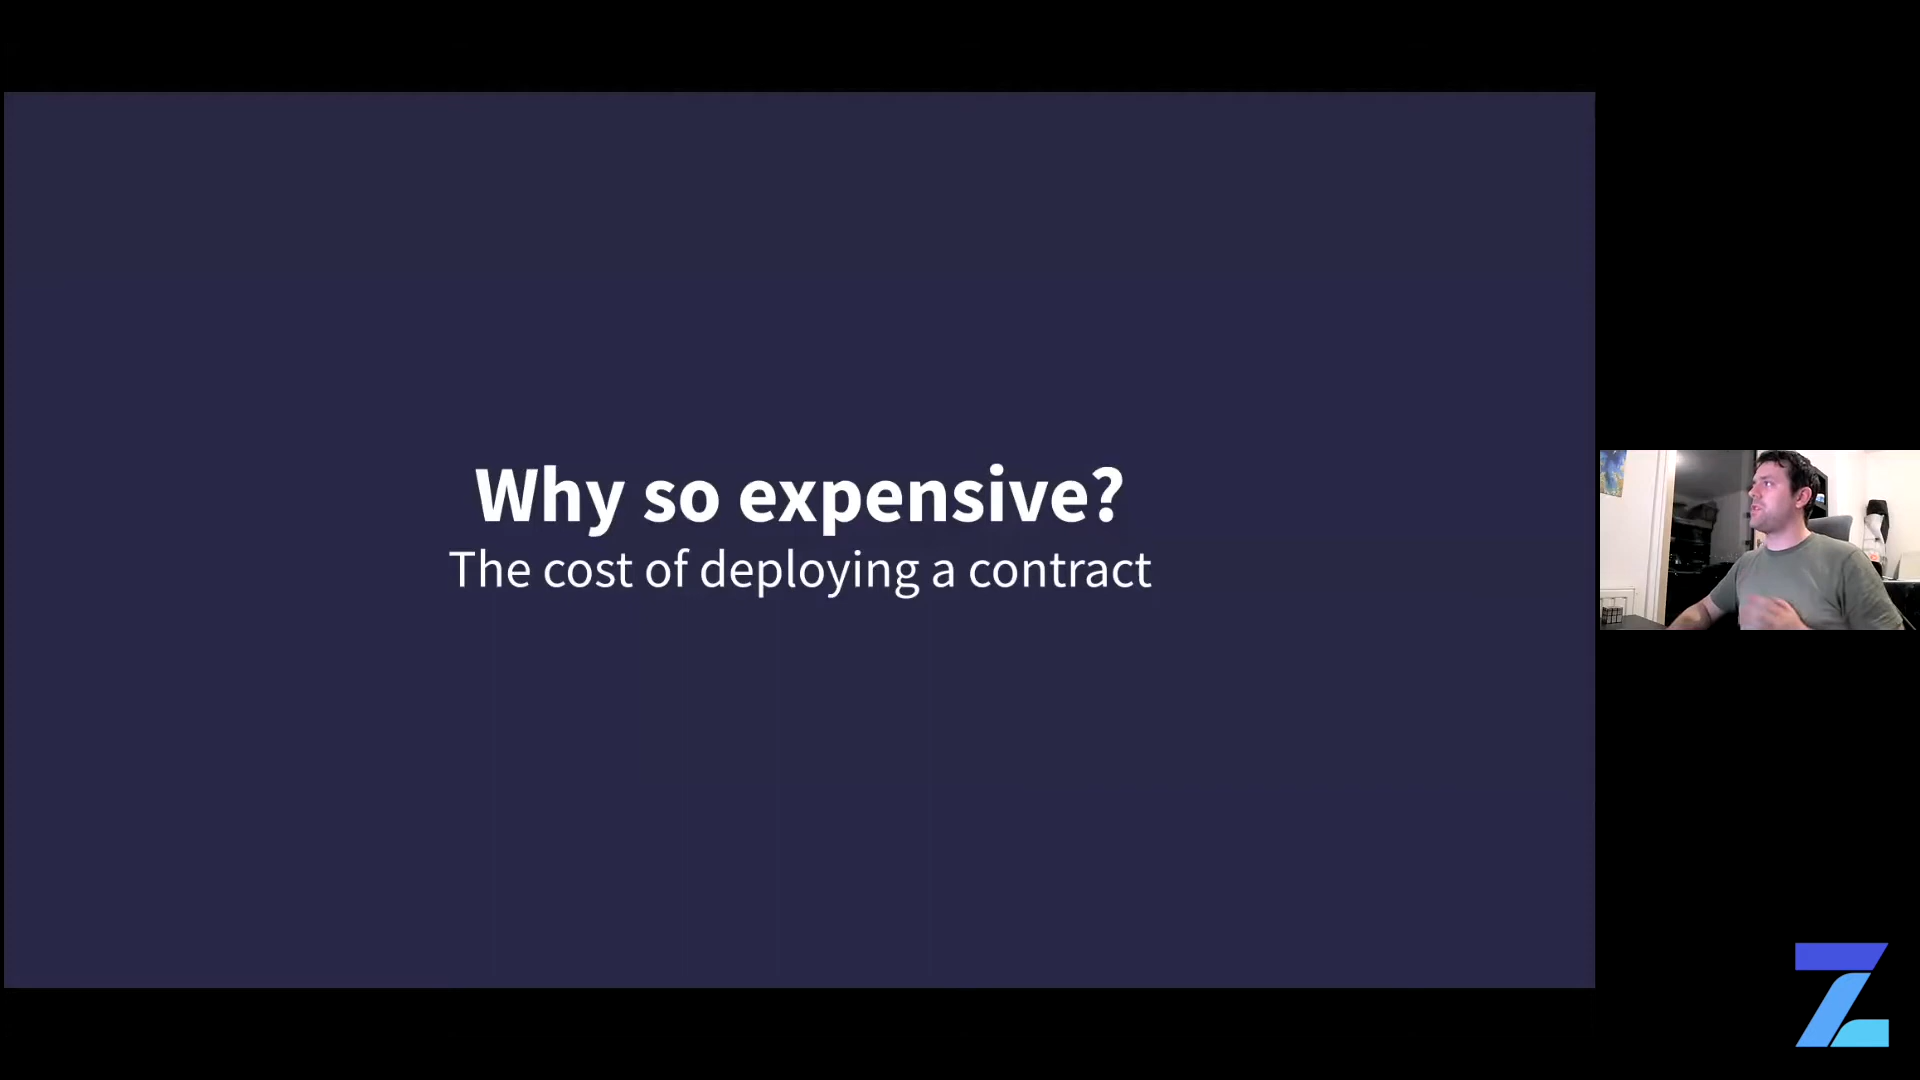 Why so expensive?
The cost of deploying a contract